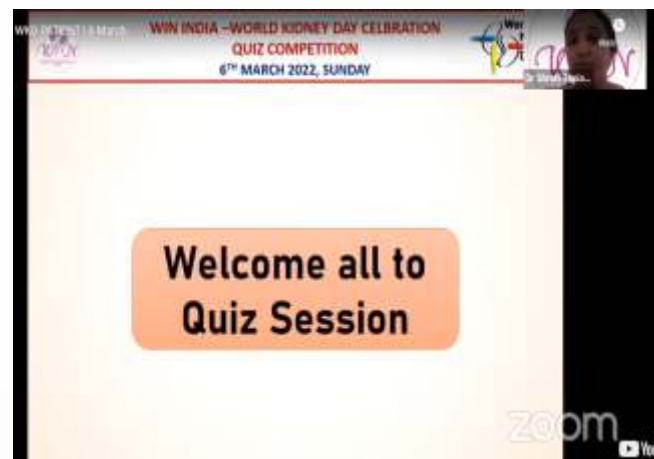 WIN INDIA –WORLD KIDNEY DAY CELBRATION
QUIZ COMPETITION
6TH MARCH 2022, SUNDAY
Welcome all to
Quiz Session
zoom